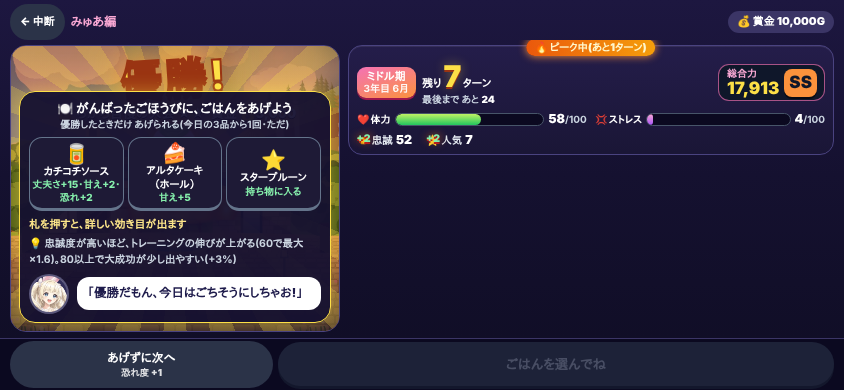 ← 中断
みゅあ編
💰 賞金 10,000G
優勝!
🍽️ がんばったごほうびに、ごはんをあげよう
優勝したときだけ あげられる(今日の3品から1回・ただ)
カチコチソース
丈夫さ+15・甘え+2・
恐れ+2
アルタケーキ
(ホール)
甘え+5
スタープルーン
持ち物に入る
札を押すと、詳しい効き目が出ます
💡 忠誠度が高いほど、トレーニングの伸びが上がる(60で最大
×1.6)。80以上で大成功が少し出やすい(+3%)
「優勝だもん、今日はごちそうにしちゃお!」
🔥 ピーク中(あと1ターン)
ミドル期
3年目 6月
残り7ターン
最後まで あと 24
総合力
17,913 SS
❤️体力 58/100
💢ストレス 4/100
+2 忠誠 52
+2 人気 7
あげずに次へ
恐れ度 +1
ごはんを選んでね